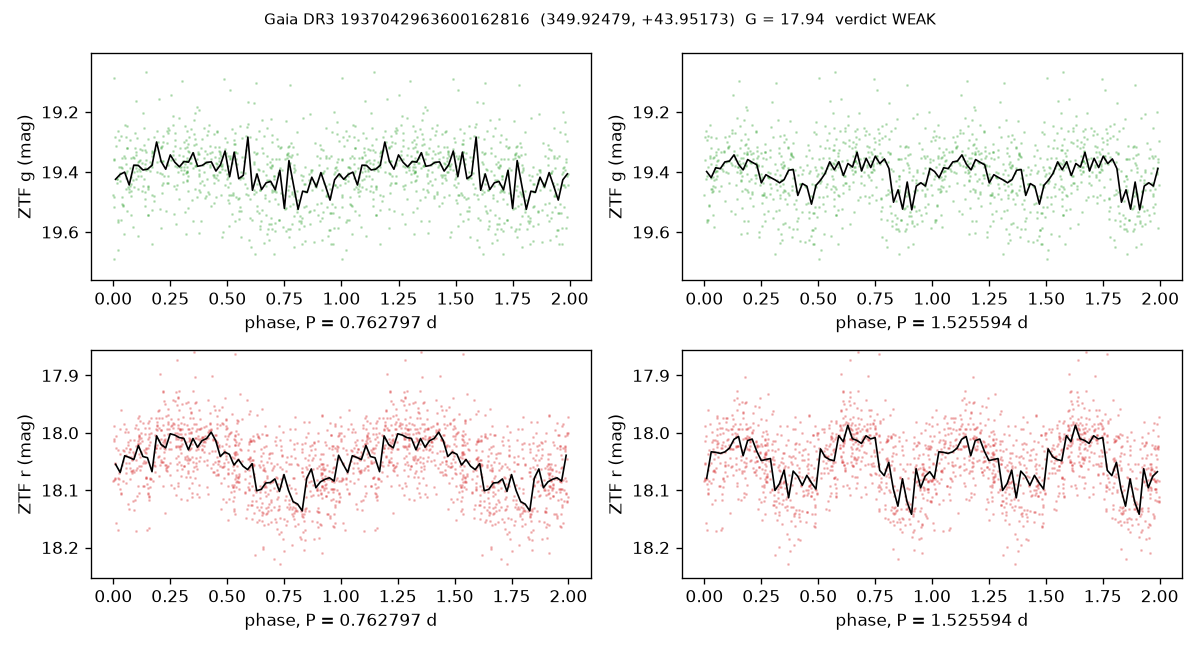 Gaia DR3 1937042963600162816 (349.92479, +43.95173) G = 17.94 verdict WEAK
ZTF g (mag)
19.2
19.4
19.6
0.00 0.25 0.50 0.75 1.00 1.25 1.50 1.75 2.00
phase, P = 0.762797 d
ZTF g (mag)
19.2
19.4
19.6
0.00 0.25 0.50 0.75 1.00 1.25 1.50 1.75 2.00
phase, P = 1.525594 d
ZTF r (mag)
17.9
18.0
18.1
18.2
0.00 0.25 0.50 0.75 1.00 1.25 1.50 1.75 2.00
phase, P = 0.762797 d
ZTF r (mag)
17.9
18.0
18.1
18.2
0.00 0.25 0.50 0.75 1.00 1.25 1.50 1.75 2.00
phase, P = 1.525594 d